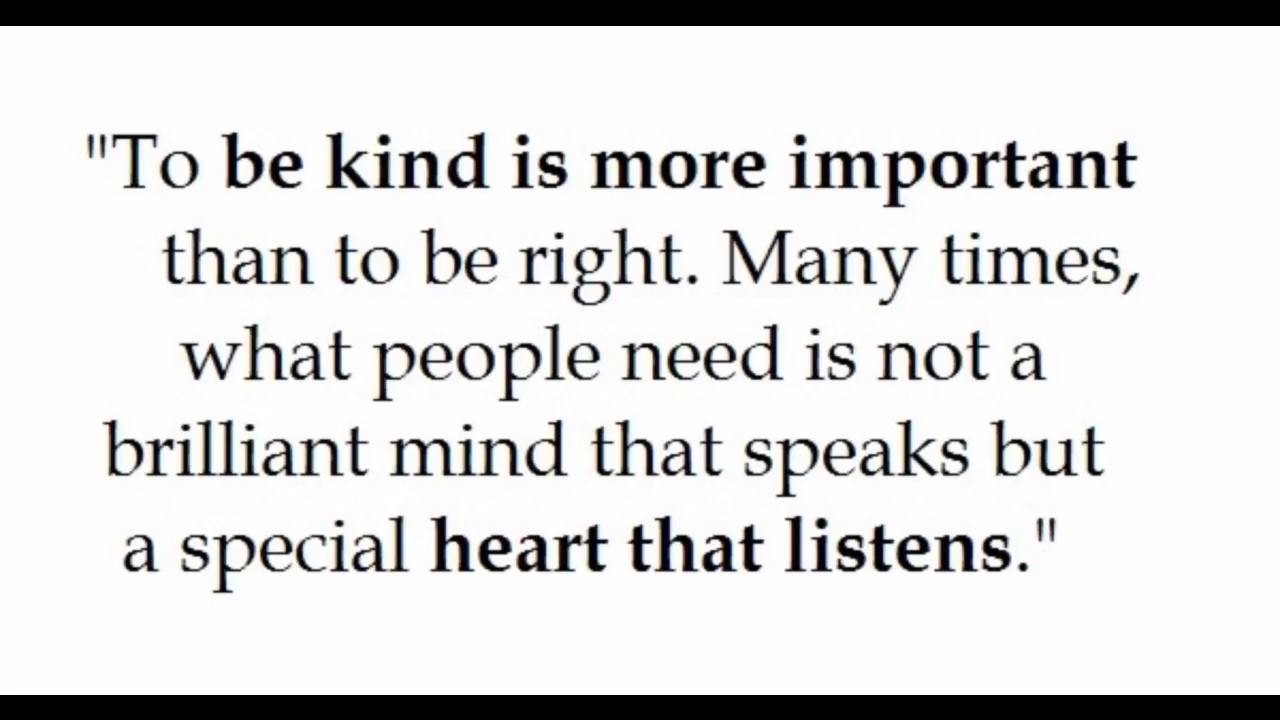 "To be kind is more important
than to be right. Many times,
what people need is not a
brilliant mind that speaks but
a special heart that listens."